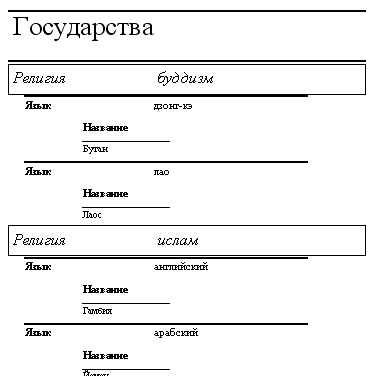 Государства
Религия буддизм
Язык дзонг-кэ
Название
Бутан
Язык лао
Название
Лаос
Религия ислам
Язык английский
Название
Гамбия
Язык арабский
Название